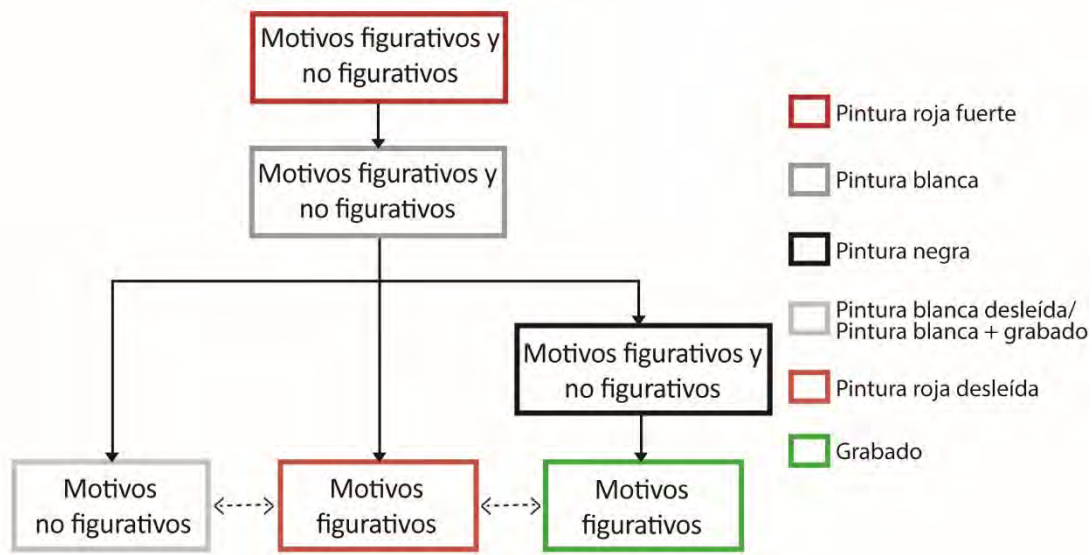 Motivos figurativos y
no figurativos
Motivos figurativos y
no figurativos
Motivos figurativos y
no figurativos
Motivos
no figurativos
Motivos
figurativos
Motivos
figurativos
Pintura roja fuerte
Pintura blanca
Pintura negra
Pintura blanca desleída/
Pintura blanca + grabado
Pintura roja desleída
Grabado